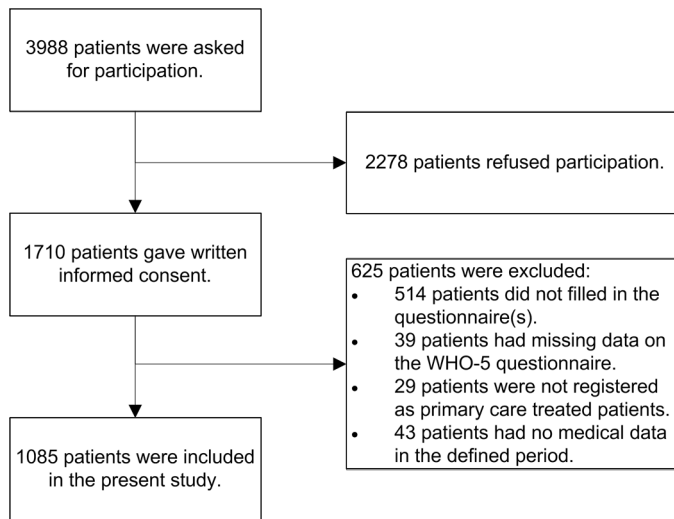 3988 patients were asked
for participation.
2278 patients refused participation.
1710 patients gave written
informed consent.
625 patients were excluded:
• 514 patients did not filled in the
questionnaire(s).
• 39 patients had missing data on
the WHO-5 questionnaire.
• 29 patients were not registered
as primary care treated patients.
• 43 patients had no medical data
in the defined period.
1085 patients were included
in the present study.